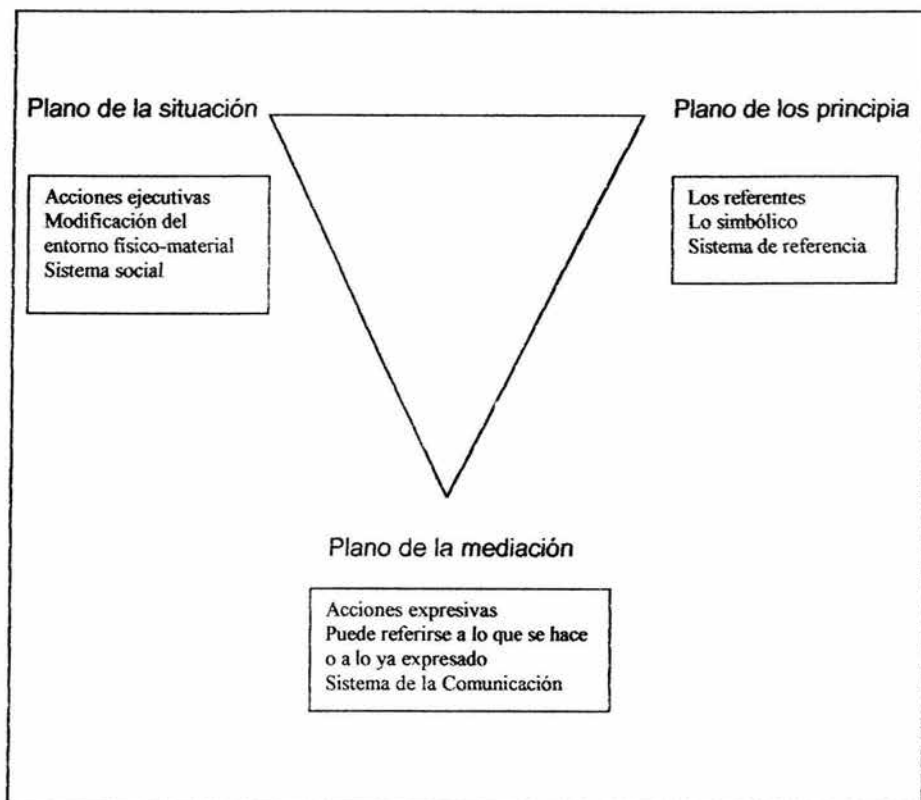 Plano de la situación
Plano de los principia
Acciones ejecutivas
Modificación del
entorno físico-material
Sistema social
Los referentes
Lo simbólico
Sistema de referencia
Plano de la mediación
Acciones expresivas
Puede referirse a lo que se hace
o a lo ya expresado
Sistema de la Comunicación